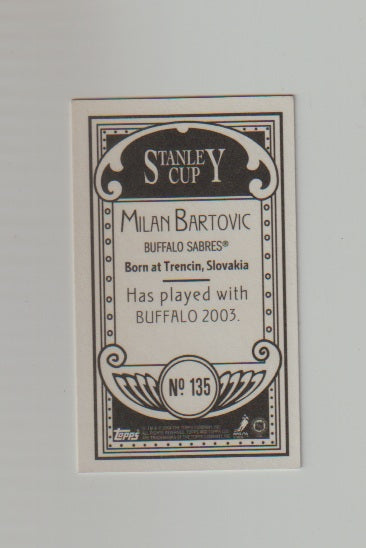 STANLEY
CUP
MILAN BARTOVIC
BUFFALO SABRES®
Born at Trencin, Slovakia
Has played with
BUFFALO 2003.
Nº 135
topps